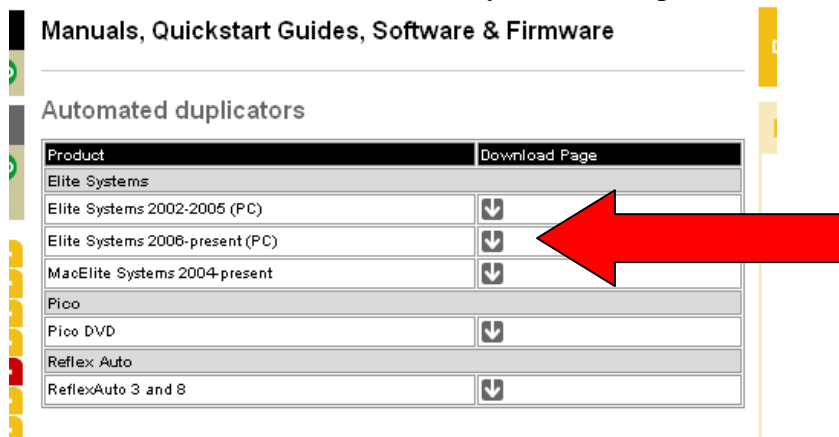 Manuals, Quickstart Guides, Software & Firmware
Automated duplicators
Product Download Page
Elite Systems
Elite Systems 2002-2005 (PC)
Elite Systems 2006-present (PC)
MacElite Systems 2004-present
Pico
Pico DVD
Reflex Auto
ReflexAuto 3 and 8